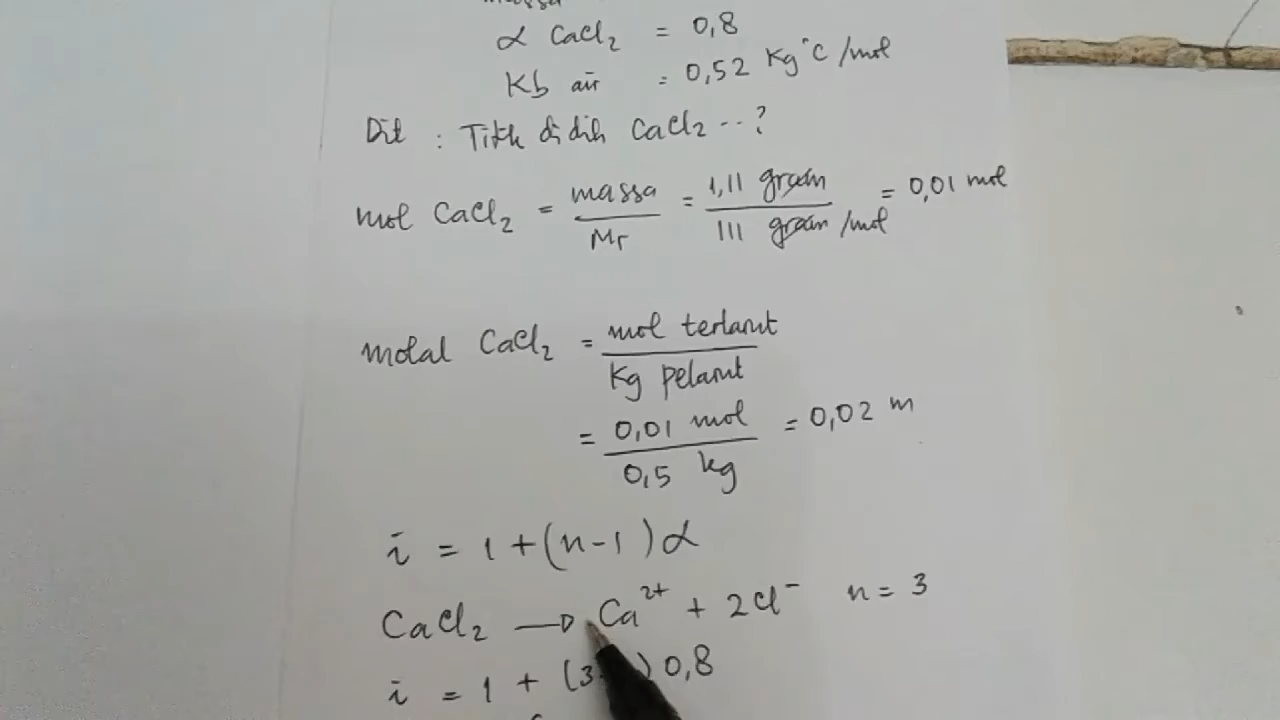 α CaCl₂ = 0,8
Kb air = 0,52 Kg°C/mol
Dit : Titik didih CaCl₂ ..?
mol CaCl₂ = massa/Mr = 1,11 gram/111 gram/mol = 0,01 mol
molal CaCl₂ = mol terlarut/Kg pelarut
= 0,01 mol/0,5 kg = 0,02 m
i = 1 + (n-1)α
CaCl₂ → Ca²⁺ + 2Cl⁻ n = 3
i = 1 + (3 ) 0,8